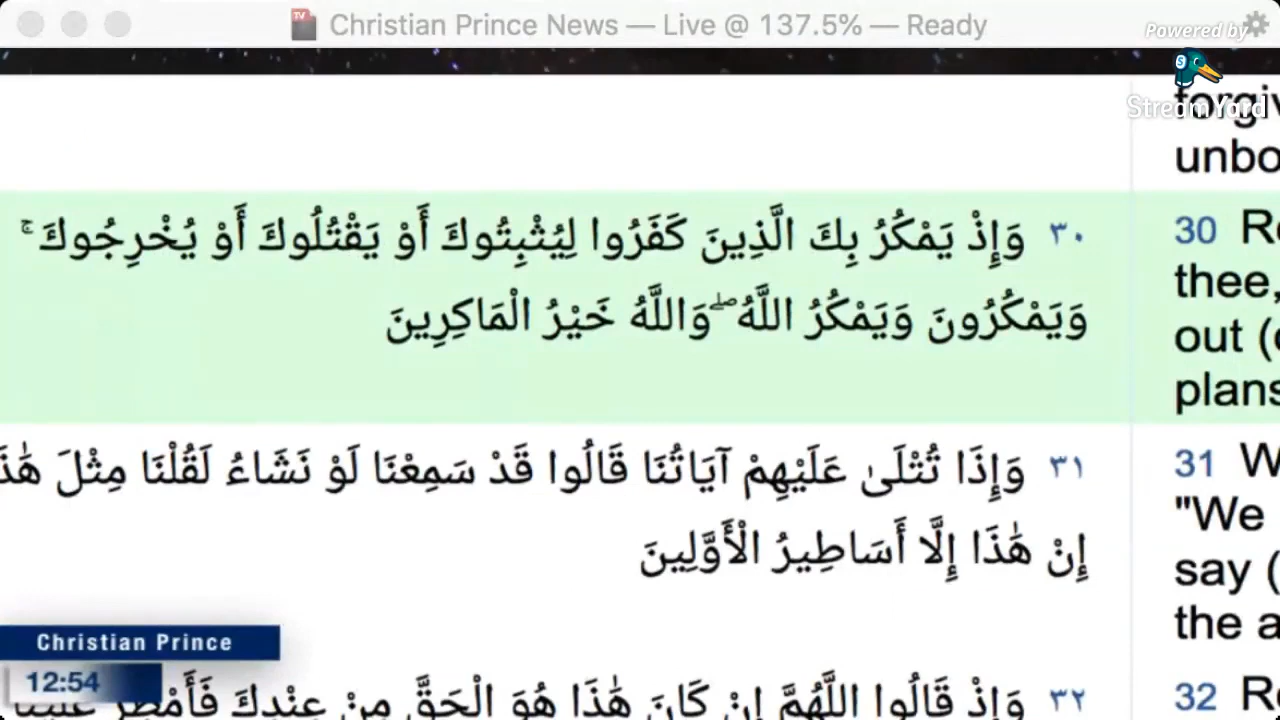 Christian Prince News — Live @ 137.5% — Ready
Powered by
StreamYard
unbo
٣٠ وَإِذْ يَمْكُرُ بِكَ الَّذِينَ كَفَرُوا لِيُثْبِتُوكَ أَوْ يَقْتُلُوكَ أَوْ يُخْرِجُوكَ ۚ
وَيَمْكُرُونَ وَيَمْكُرُ اللَّهُ ۖ وَاللَّهُ خَيْرُ الْمَاكِرِينَ
30 R
thee,
out (
plans
٣١ وَإِذَا تُتْلَىٰ عَلَيْهِمْ آيَاتُنَا قَالُوا قَدْ سَمِعْنَا لَوْ نَشَاءُ لَقُلْنَا مِثْلَ
إِنْ هَٰذَا إِلَّا أَسَاطِيرُ الْأَوَّلِينَ
31 W
"We
say (
the a
Christian Prince
12:54
٣٢ وَإِذْ قَالُوا اللَّهُمَّ إِنْ كَانَ هَٰذَا هُوَ الْحَقَّ مِنْ عِنْدِكَ
32 R